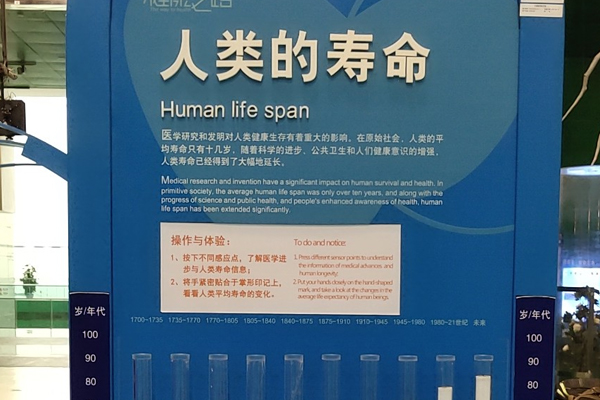 人类的寿命
Human life span
医学研究和发明对人类健康生存有着重大的影响。在原始社会，人类的平
均寿命只有十几岁，随着科学的进步、公共卫生和人们健康意识的增强，
人类寿命已经得到了大幅地延长。
Medical research and invention have a significant impact on human survival and health. In
primitive society, the average human life span was only over ten years, and along with the
progress of science and public health, and people's enhanced awareness of health, human
life span has been extended significantly.
操作与体验：
1、按下不同感应点，了解医学进
步与人类寿命信息；
2、将手紧密贴合于掌形印记上，
看看人类平均寿命的变化。
To do and notice:
1. Press different sensor points to understand
the information of medical advances and
human longevity;
2. Put your hands closely on the hand-shaped
mark, and take a look at the changes in the
average life expectancy of human beings.
1700~1735 1735~1770 1770~1805 1805~1840 1840~1875 1875~1910 1910~1945 1945~1980 1980~21世纪 未来
岁/年代
100
90
80
岁/年代
100
90
80